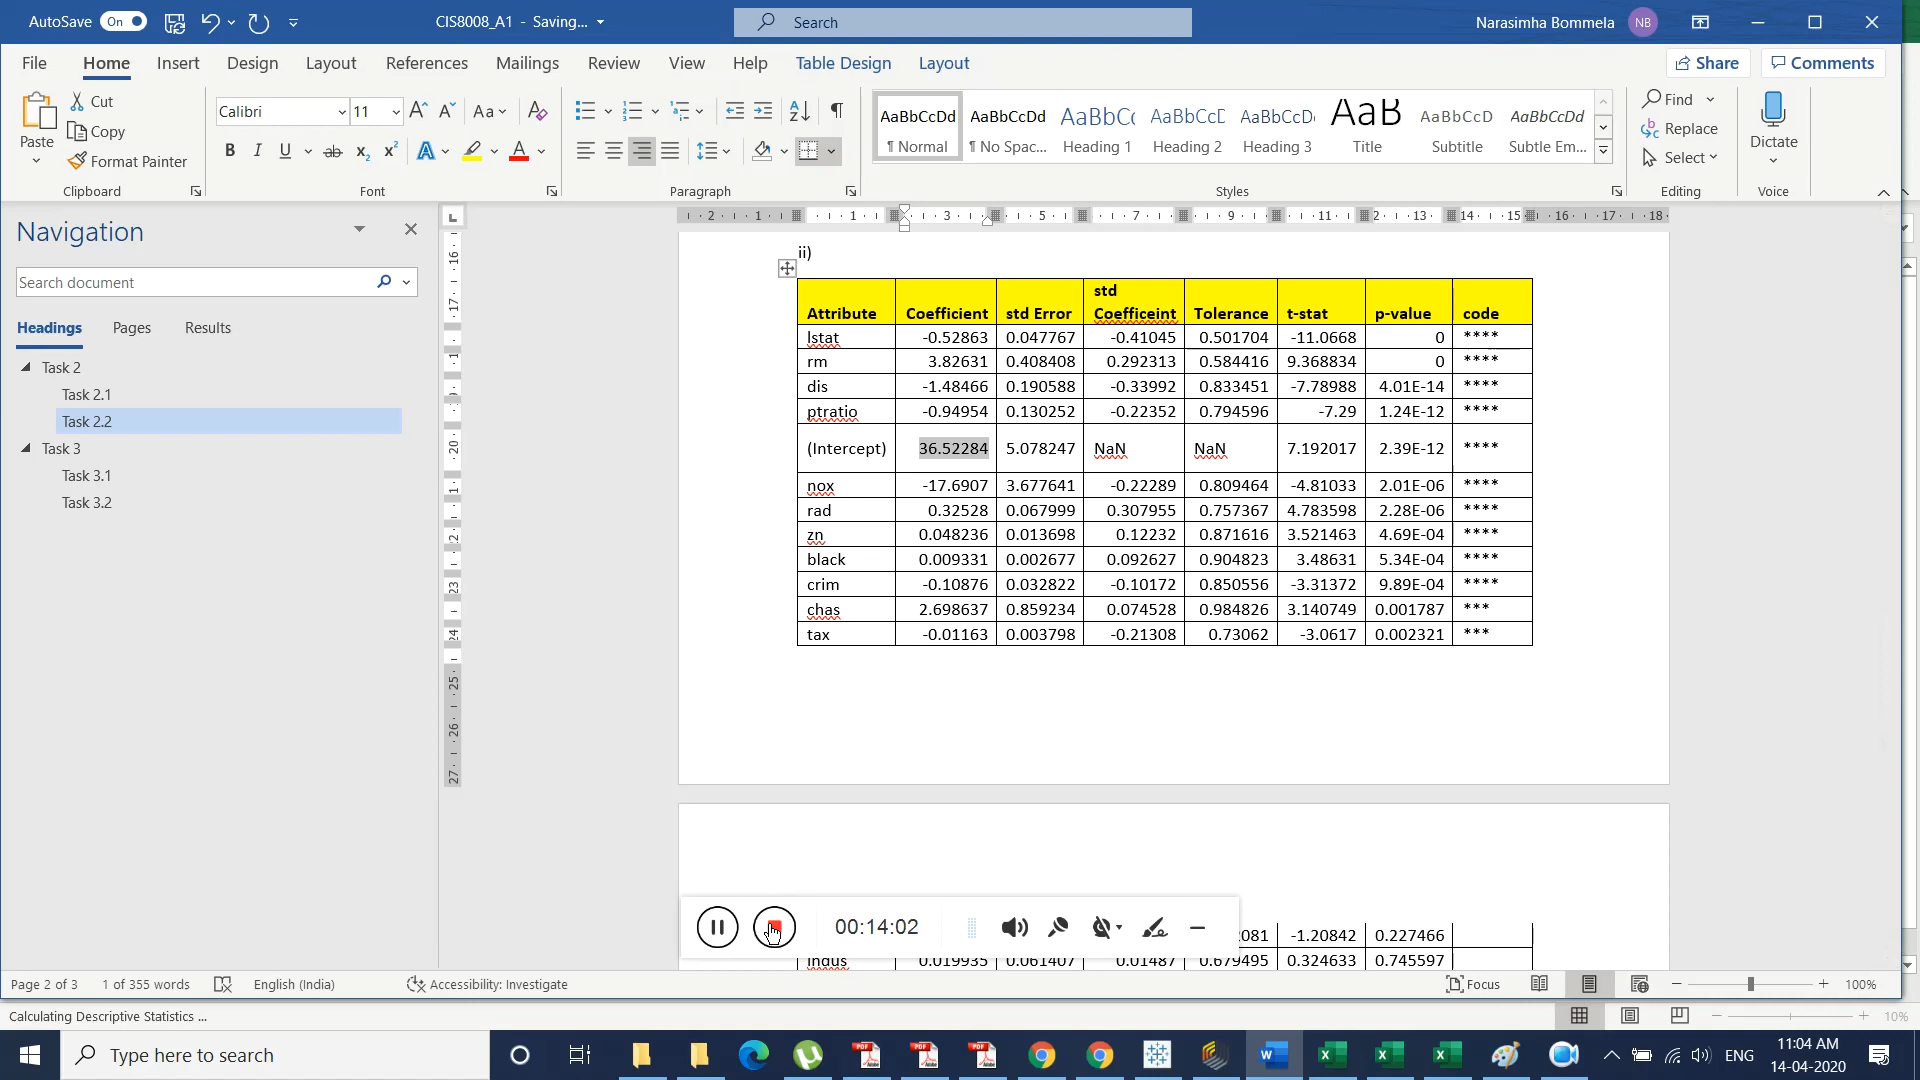 AutoSave On CIS8008_A1 - Saving... Search Narasimha Bommela NB
File Home Insert Design Layout References Mailings Review View Help Table Design Layout Share Comments
Paste Cut Copy Format Painter
Calibri 11
AaBbCcDd AaBbCcDd AaBbCc AaBbCcD AaBbCcD AaB AaBbCcD AaBbCcDd
¶ Normal ¶ No Spac... Heading 1 Heading 2 Heading 3 Title Subtitle Subtle Em...
Find Replace Select Dictate
Clipboard Font Paragraph Styles Editing Voice
Navigation
Search document
Headings Pages Results
Task 2
Task 2.1
Task 2.2
Task 3
Task 3.1
Task 3.2
ii)
Attribute Coefficient std Error std Coefficeint Tolerance t-stat p-value code
lstat -0.52863 0.047767 -0.41045 0.501704 -11.0668 0 ****
rm 3.82631 0.408408 0.292313 0.584416 9.368834 0 ****
dis -1.48466 0.190588 -0.33992 0.833451 -7.78988 4.01E-14 ****
ptratio -0.94954 0.130252 -0.22352 0.794596 -7.29 1.24E-12 ****
(Intercept) 36.52284 5.078247 NaN NaN 7.192017 2.39E-12 ****
nox -17.6907 3.677641 -0.22289 0.809464 -4.81033 2.01E-06 ****
rad 0.32528 0.067999 0.307955 0.757367 4.783598 2.28E-06 ****
zn 0.048236 0.013698 0.12232 0.871616 3.521463 4.69E-04 ****
black 0.009331 0.002677 0.092627 0.904823 3.48631 5.34E-04 ****
crim -0.10876 0.032822 -0.10172 0.850556 -3.31372 9.89E-04 ****
chas 2.698637 0.859234 0.074528 0.984826 3.140749 0.001787 ***
tax -0.01163 0.003798 -0.21308 0.73062 -3.0617 0.002321 ***
081 -1.20842 0.227466
indus 0.019935 0.061407 0.01487 0.679495 0.324633 0.745597
00:14:02
Page 2 of 3 1 of 355 words English (India) Accessibility: Investigate Focus 100%
Calculating Descriptive Statistics ... 10%
Type here to search ENG 11:04 AM
14-04-2020